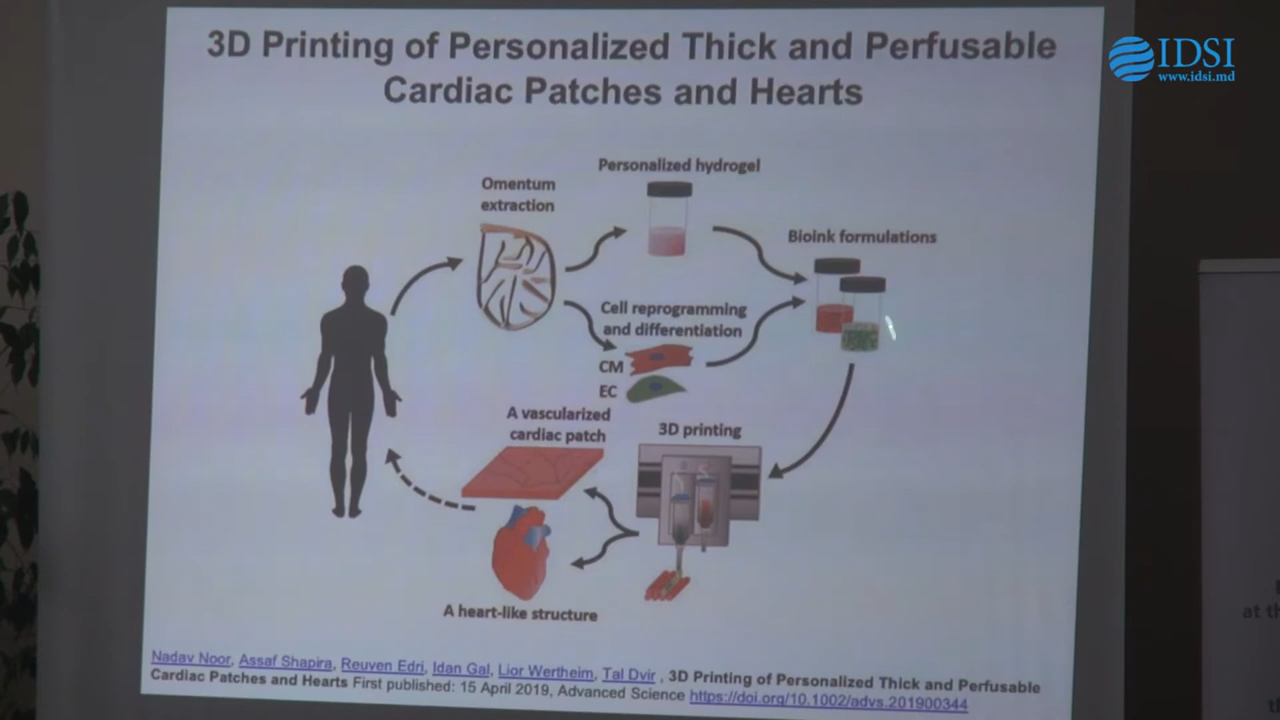 3D Printing of Personalized Thick and Perfusable
Cardiac Patches and Hearts
IDSI
www.idsi.md
Personalized hydrogel
Omentum
extraction
Bioink formulations
Cell reprogramming
and differentiation
CM
EC
A vascularized
cardiac patch
3D printing
A heart-like structure
Nadav Noor, Assaf Shapira, Reuven Edri, Idan Gal, Lior Wertheim, Tal Dvir , 3D Printing of Personalized Thick and Perfusable
Cardiac Patches and Hearts First published: 15 April 2019, Advanced Science https://doi.org/10.1002/advs.201900344
at